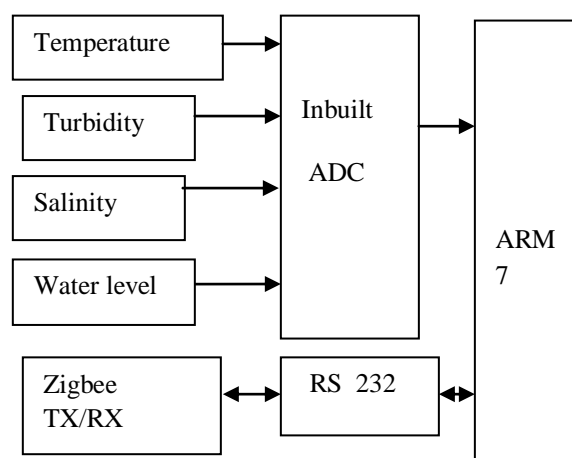 Temperature
Turbidity
Salinity
Water level
Inbuilt
ADC
ARM
7
Zigbee
TX/RX
RS 232